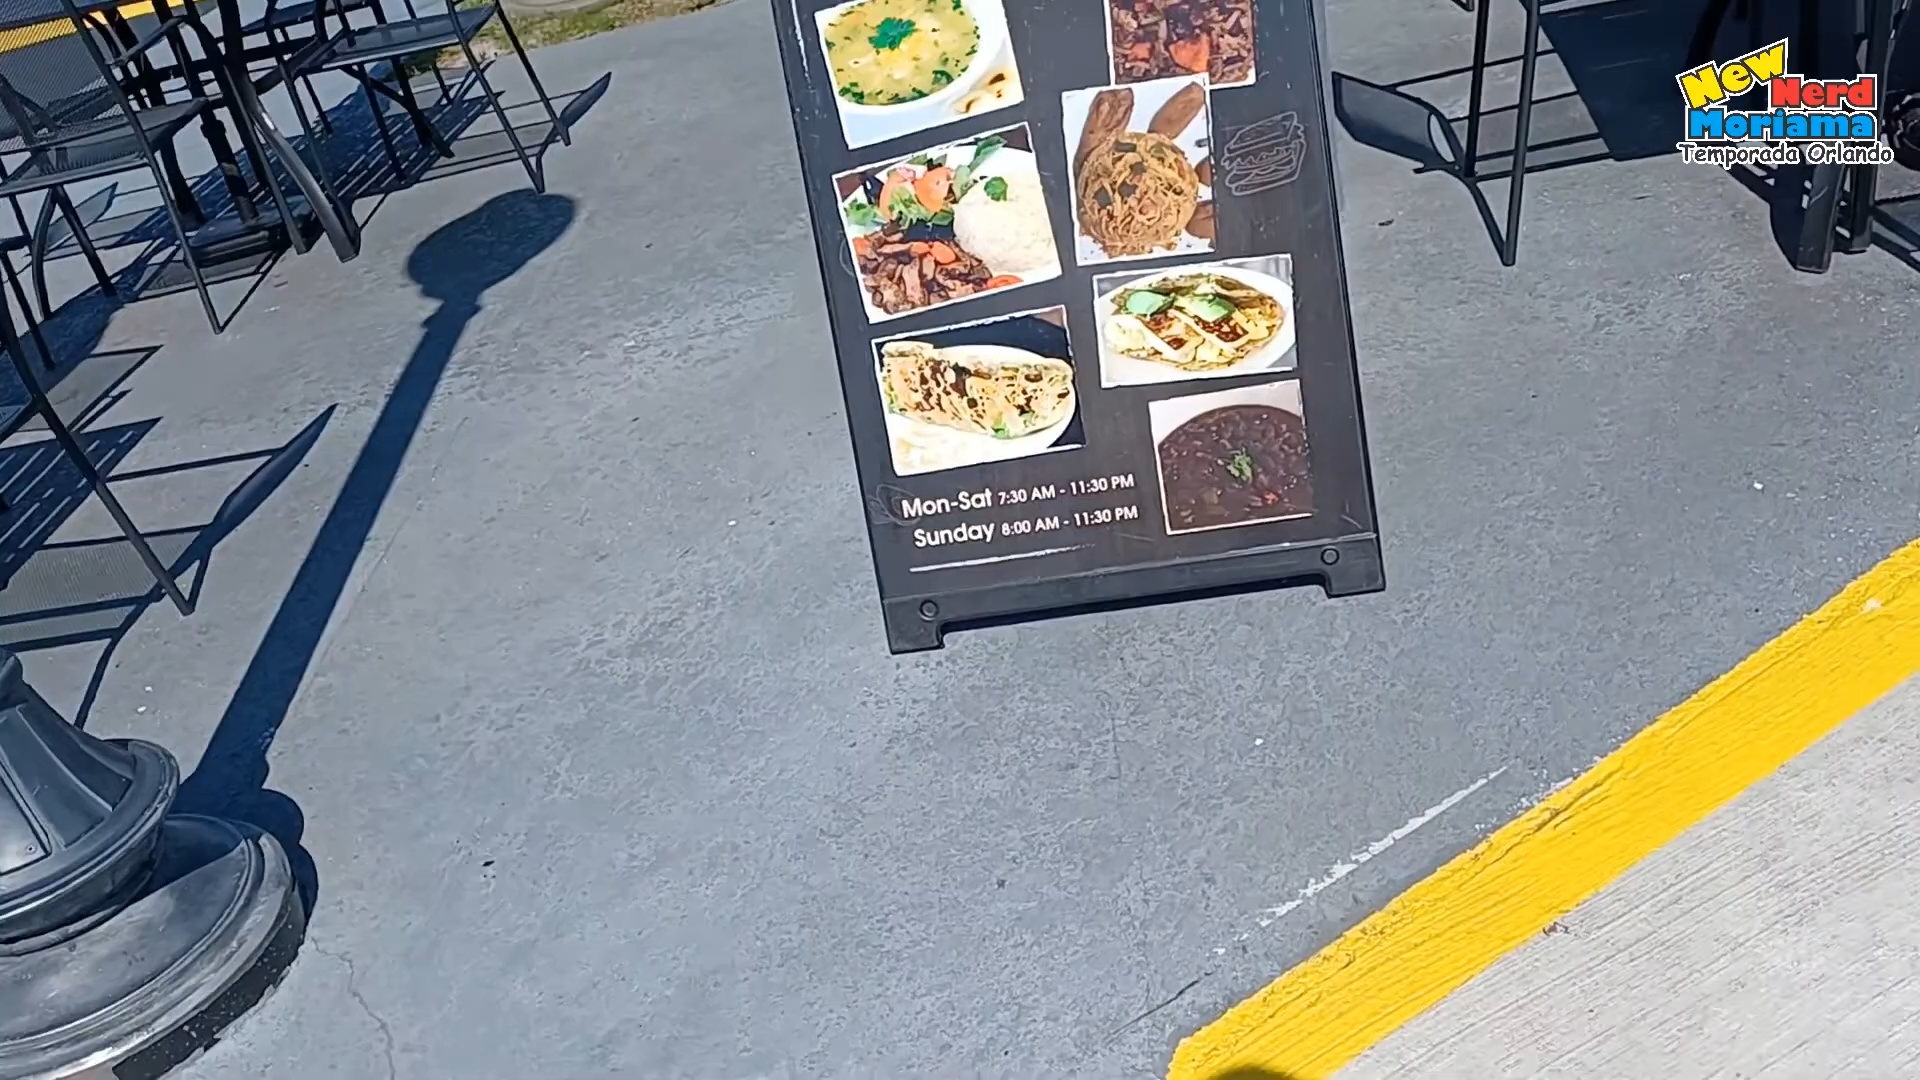 New
Nerd
Moriama
Temporada Orlando
Mon-Sat 7:30 AM - 11:30 PM
Sunday 8:00 AM - 11:30 PM